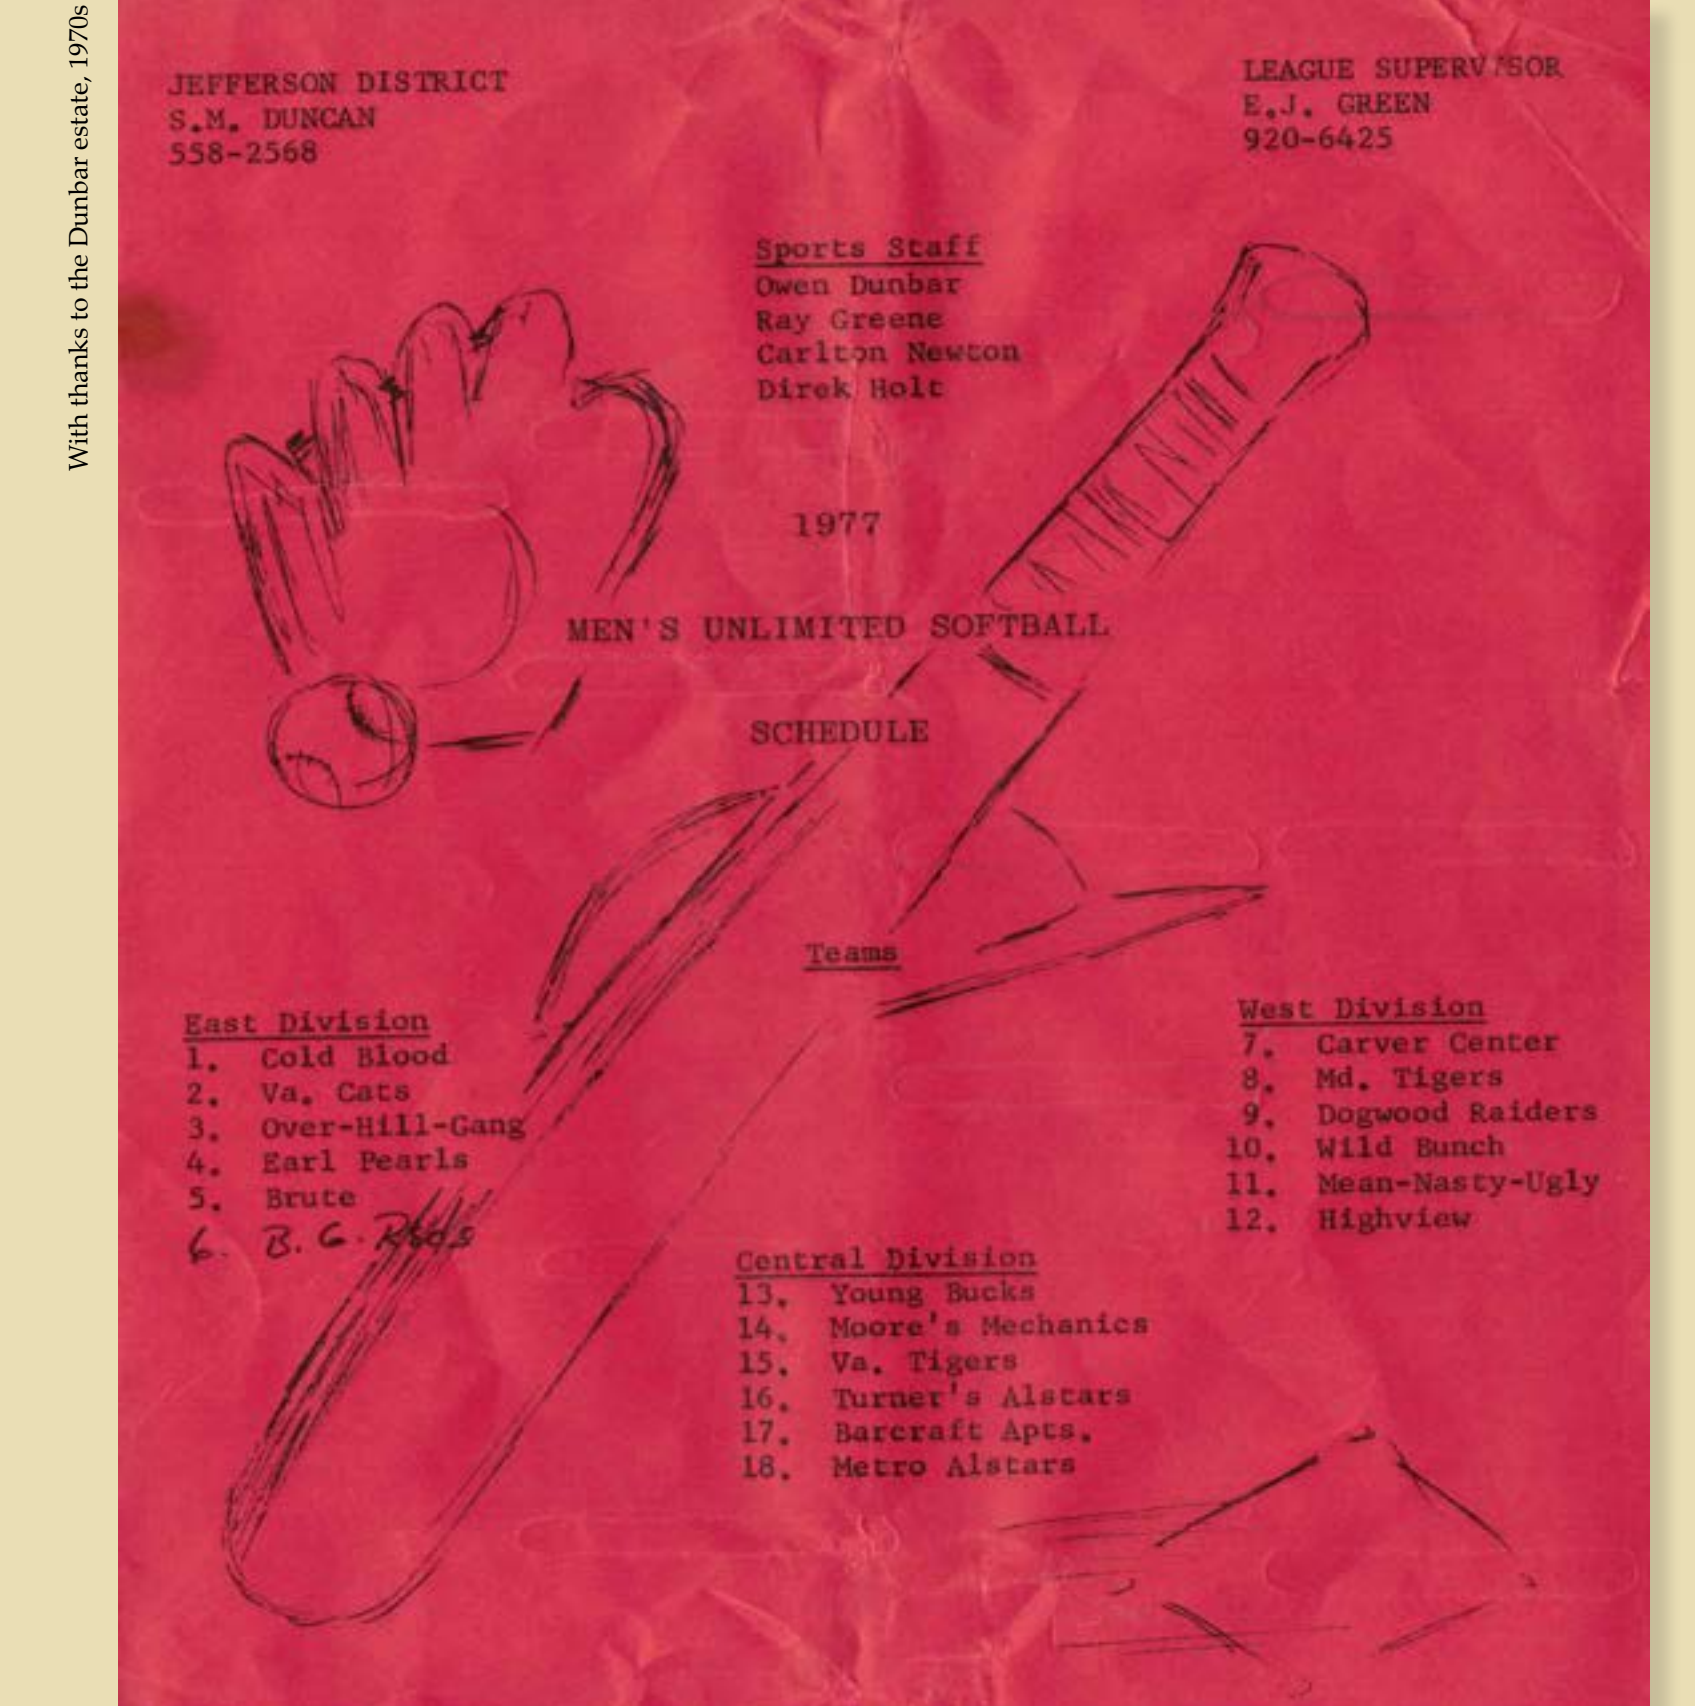 With thanks to the Dunbar estate, 1970s
JEFFERSON DISTRICT
S.M. DUNCAN
558-2568
LEAGUE SUPERVISOR
E.J. GREEN
920-6425
Sports Staff
Owen Dunbar
Ray Greene
Carlton Newton
Direk Holt
1977
MEN'S UNLIMITED SOFTBALL
SCHEDULE
Teams
East Division
1. Cold Blood
2. Va. Cats
3. Over-Hill-Gang
4. Earl Pearls
5. Brute
6. B. G. Reds
West Division
7. Carver Center
8. Md. Tigers
9. Dogwood Raiders
10. Wild Bunch
11. Mean-Nasty-Ugly
12. Highview
Central Division
13. Young Bucks
14. Moore's Mechanics
15. Va. Tigers
16. Turner's Alstars
17. Barcraft Apts.
18. Metro Alstars